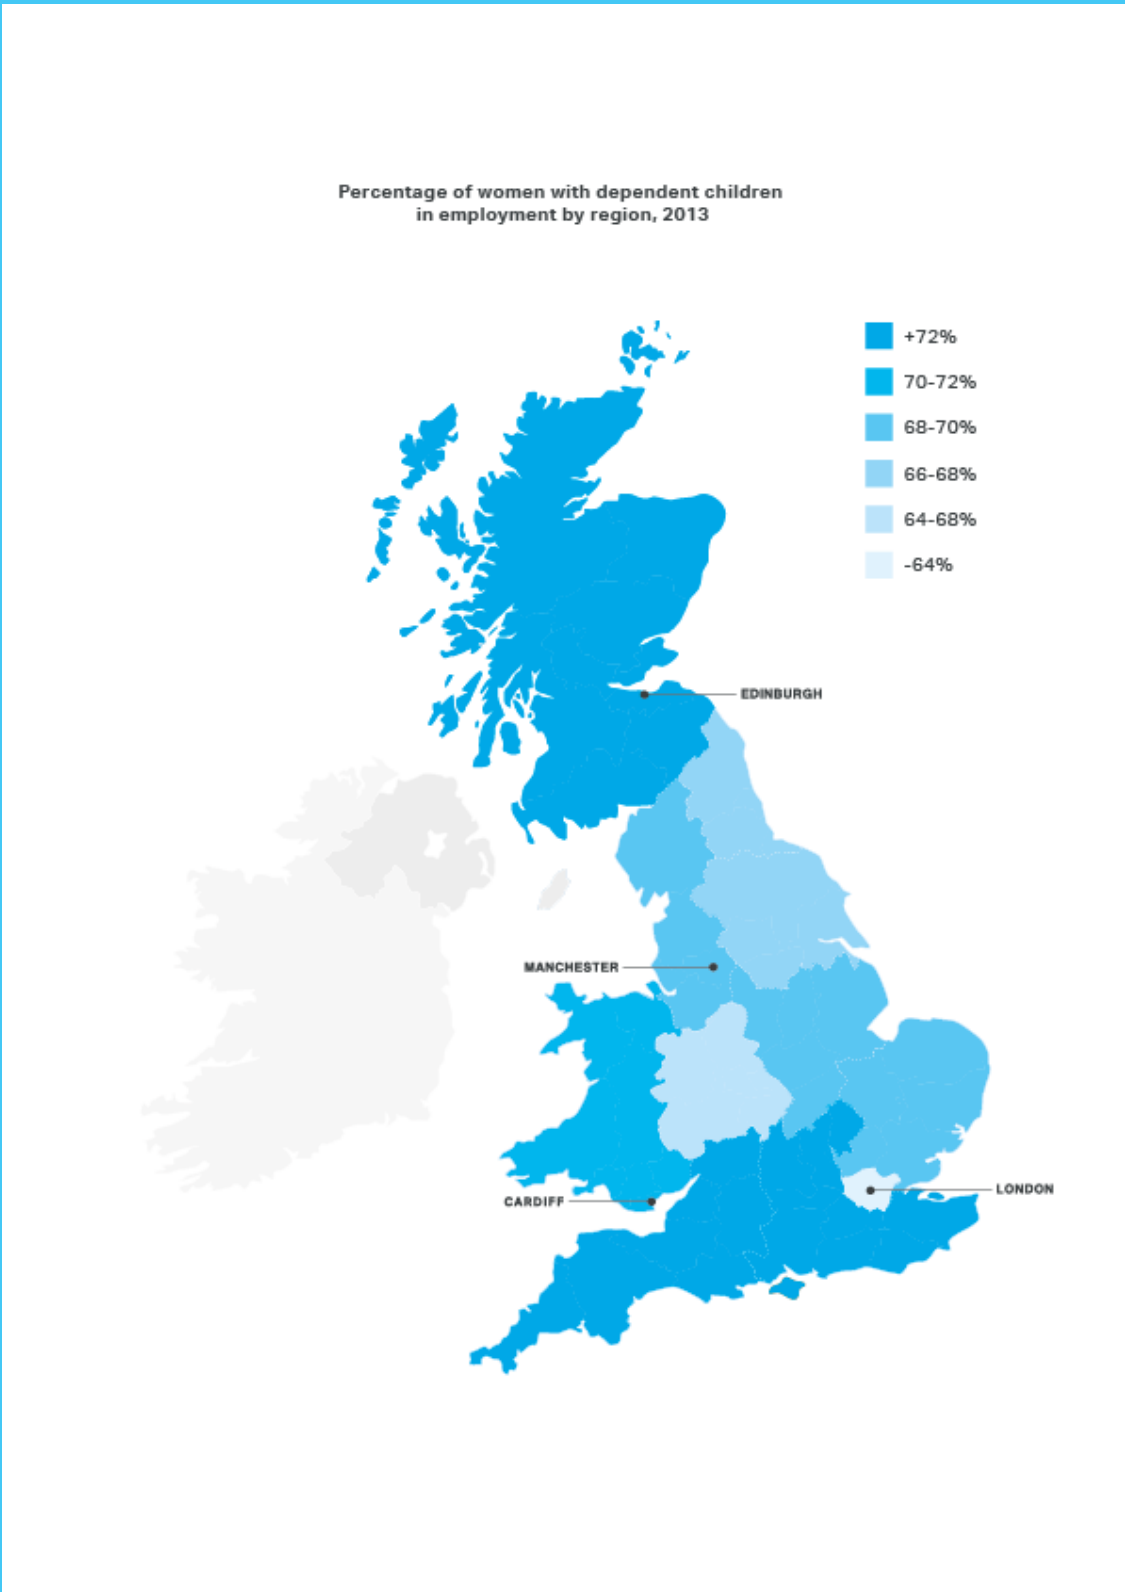 Percentage of women with dependent children
in employment by region, 2013
+72%
70-72%
68-70%
66-68%
64-68%
-64%
EDINBURGH
MANCHESTER
LONDON
CARDIFF